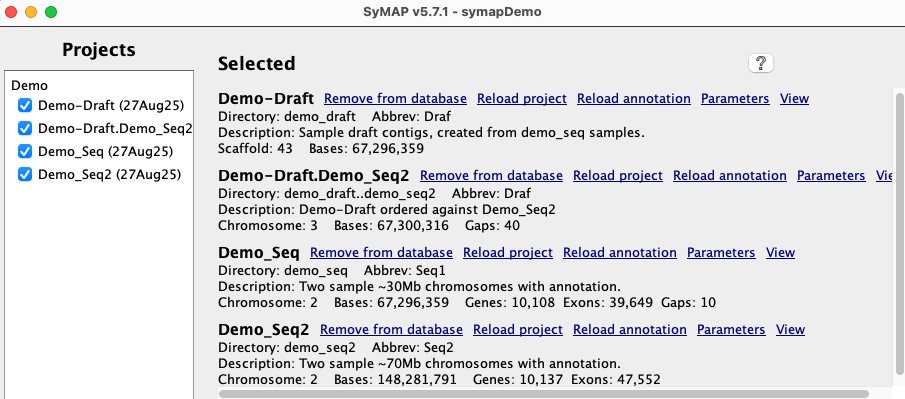 SyMAP v5.7.1 - symapDemo
Projects
Demo
Demo-Draft (27Aug25)
Demo-Draft.Demo_Seq2
Demo_Seq (27Aug25)
Demo_Seq2 (27Aug25)
Selected
?
Demo-Draft Remove from database Reload project Reload annotation Parameters View
Directory: demo_draft Abbrev: Draf
Description: Sample draft contigs, created from demo_seq samples.
Scaffold: 43 Bases: 67,296,359
Demo-Draft.Demo_Seq2 Remove from database Reload project Reload annotation Parameters Vie
Directory: demo_draft..demo_seq2 Abbrev: Draf
Description: Demo-Draft ordered against Demo_Seq2
Chromosome: 3 Bases: 67,300,316 Gaps: 40
Demo_Seq Remove from database Reload project Reload annotation Parameters View
Directory: demo_seq Abbrev: Seq1
Description: Two sample ~30Mb chromosomes with annotation.
Chromosome: 2 Bases: 67,296,359 Genes: 10,108 Exons: 39,649 Gaps: 10
Demo_Seq2 Remove from database Reload project Reload annotation Parameters View
Directory: demo_seq2 Abbrev: Seq2
Description: Two sample ~70Mb chromosomes with annotation.
Chromosome: 2 Bases: 148,281,791 Genes: 10,137 Exons: 47,552